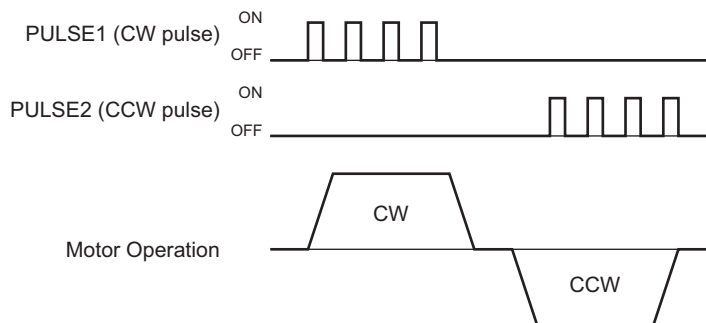 ON
PULSE1 (CW pulse)
OFF
ON
PULSE2 (CCW pulse)
OFF
CW
Motor Operation
CCW